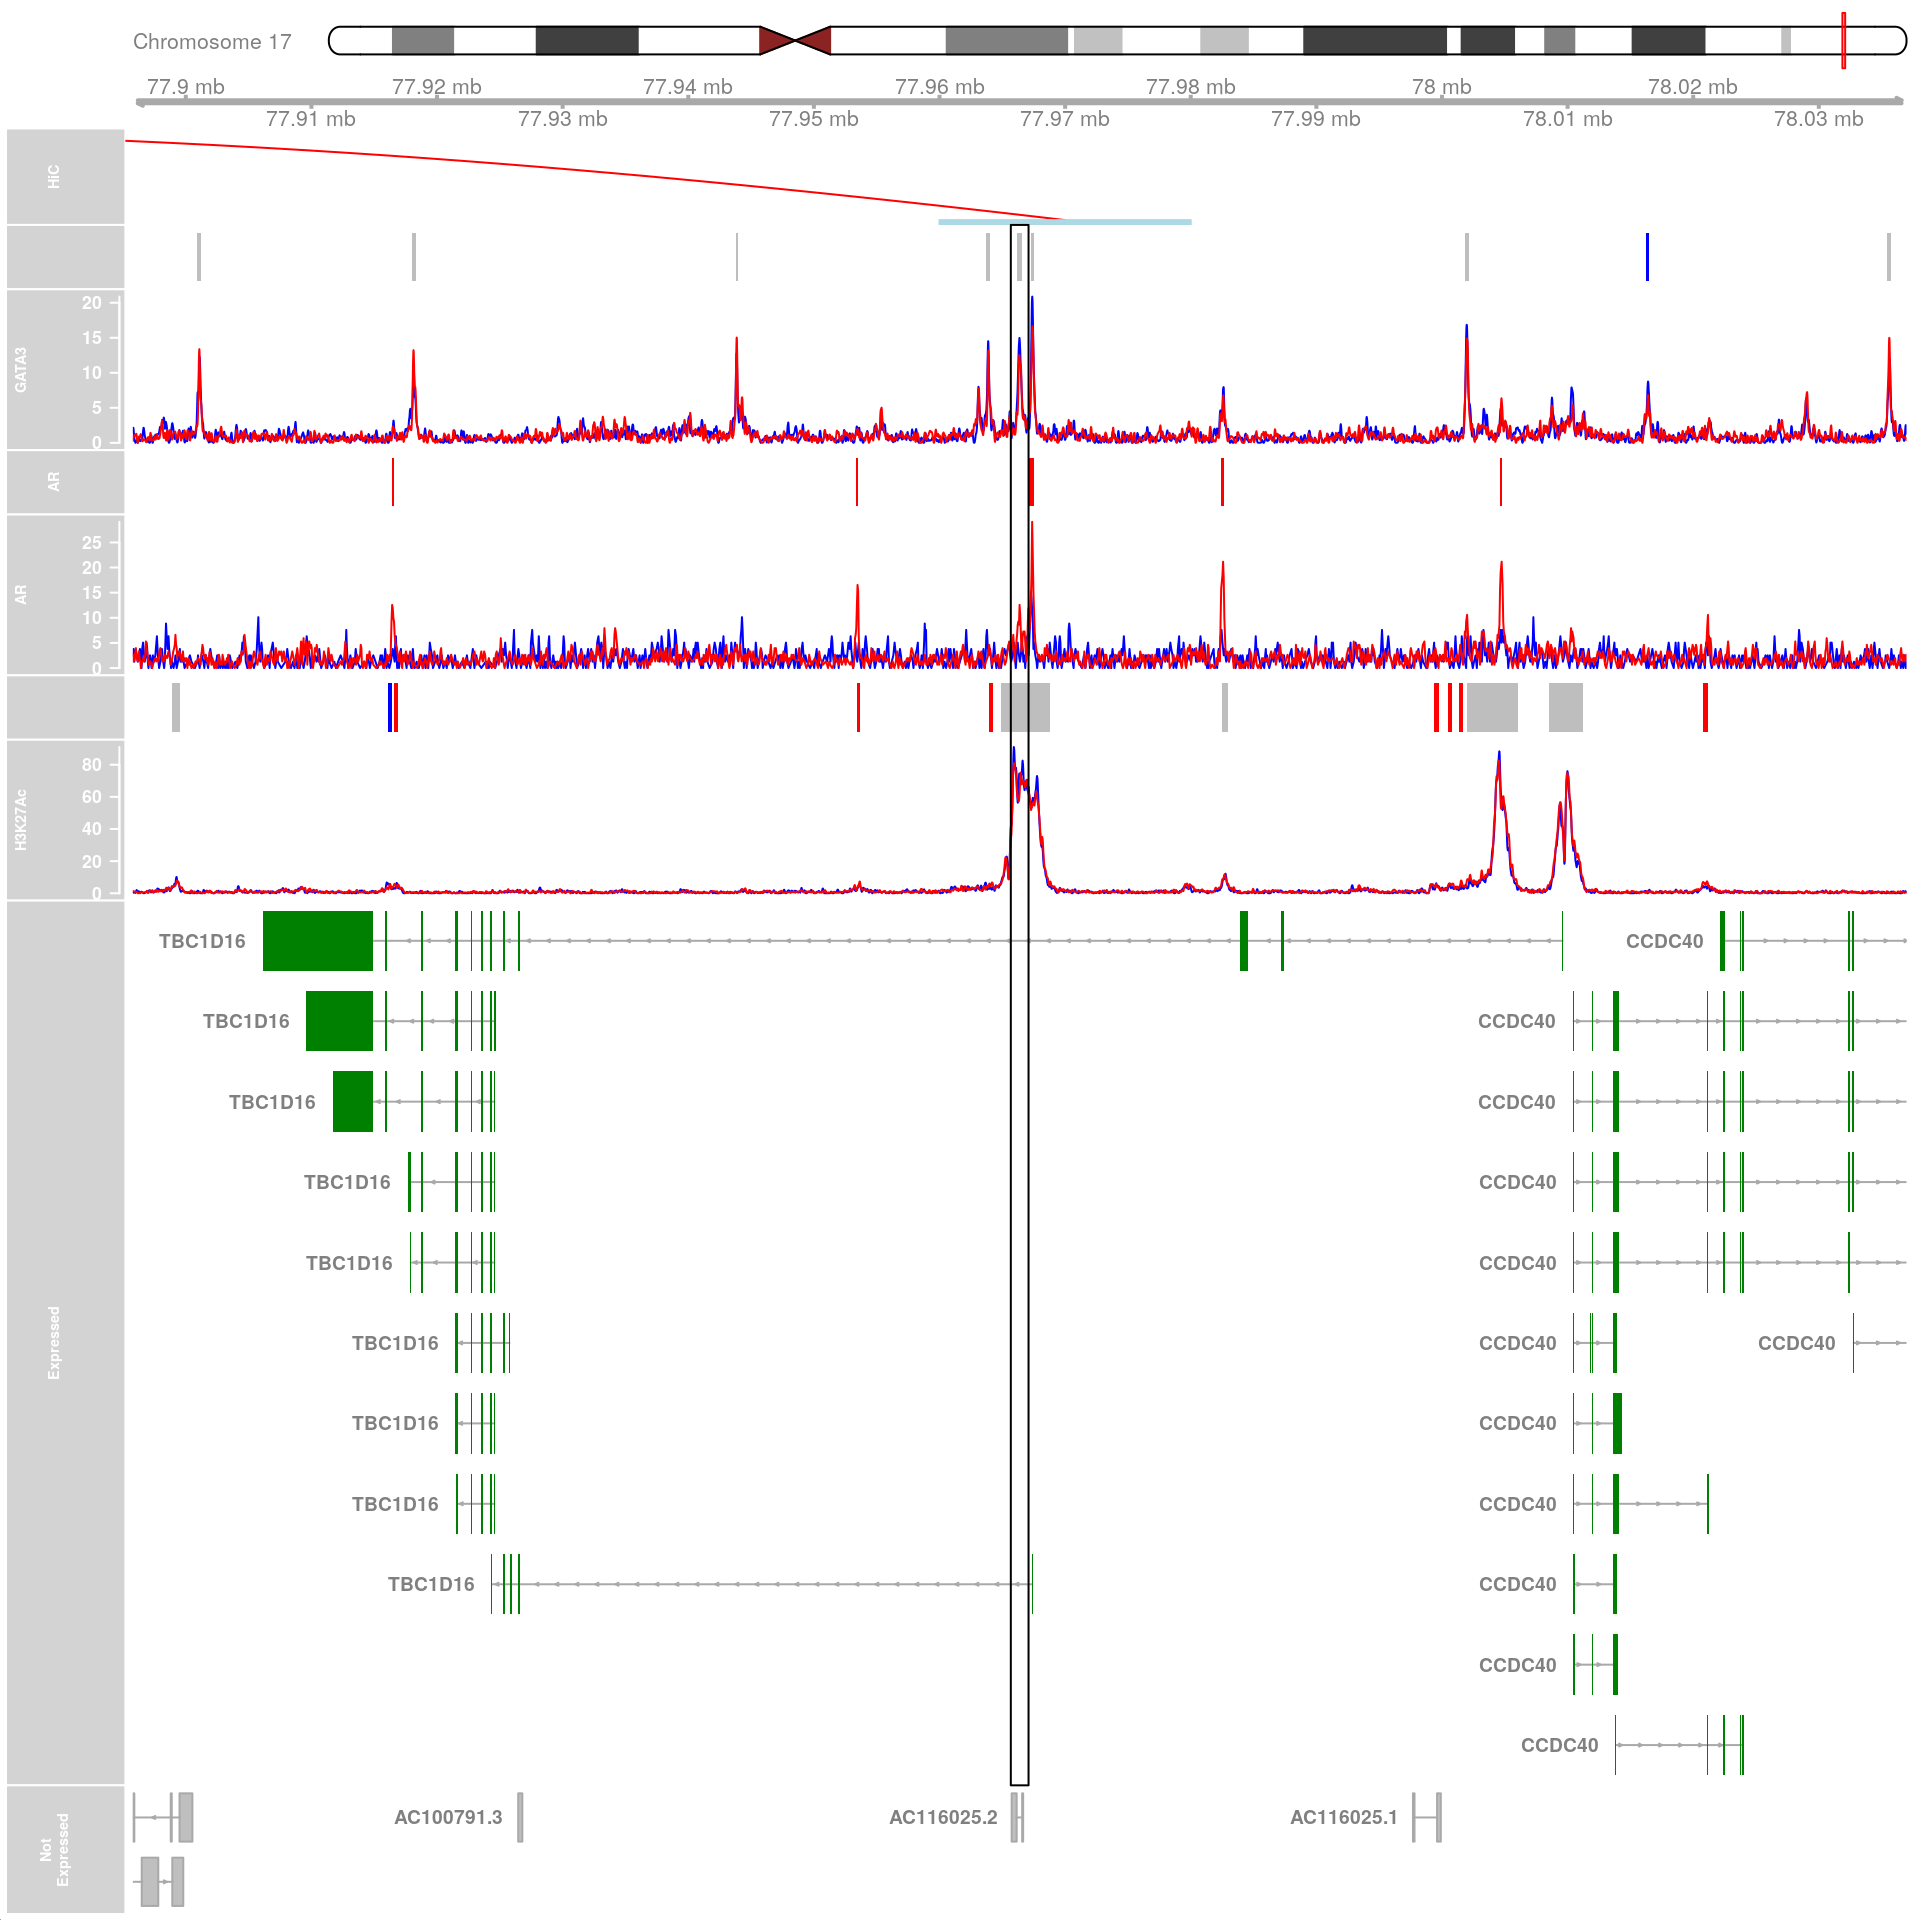 Chromosome 17
77.9 mb 77.92 mb 77.94 mb 77.96 mb 77.98 mb 78 mb 78.02 mb
77.91 mb 77.93 mb 77.95 mb 77.97 mb 77.99 mb 78.01 mb 78.03 mb
HiC
GATA3
20
15
10
5
0
AR
AR
25
20
15
10
5
0
H3K27Ac
80
60
40
20
0
Expressed
TBC1D16 CCDC40
TBC1D16 CCDC40
TBC1D16 CCDC40
TBC1D16 CCDC40
TBC1D16 CCDC40
TBC1D16 CCDC40 CCDC40
TBC1D16 CCDC40
TBC1D16 CCDC40
TBC1D16 CCDC40
CCDC40
CCDC40
Not
Expressed
AC100791.3 AC116025.2 AC116025.1